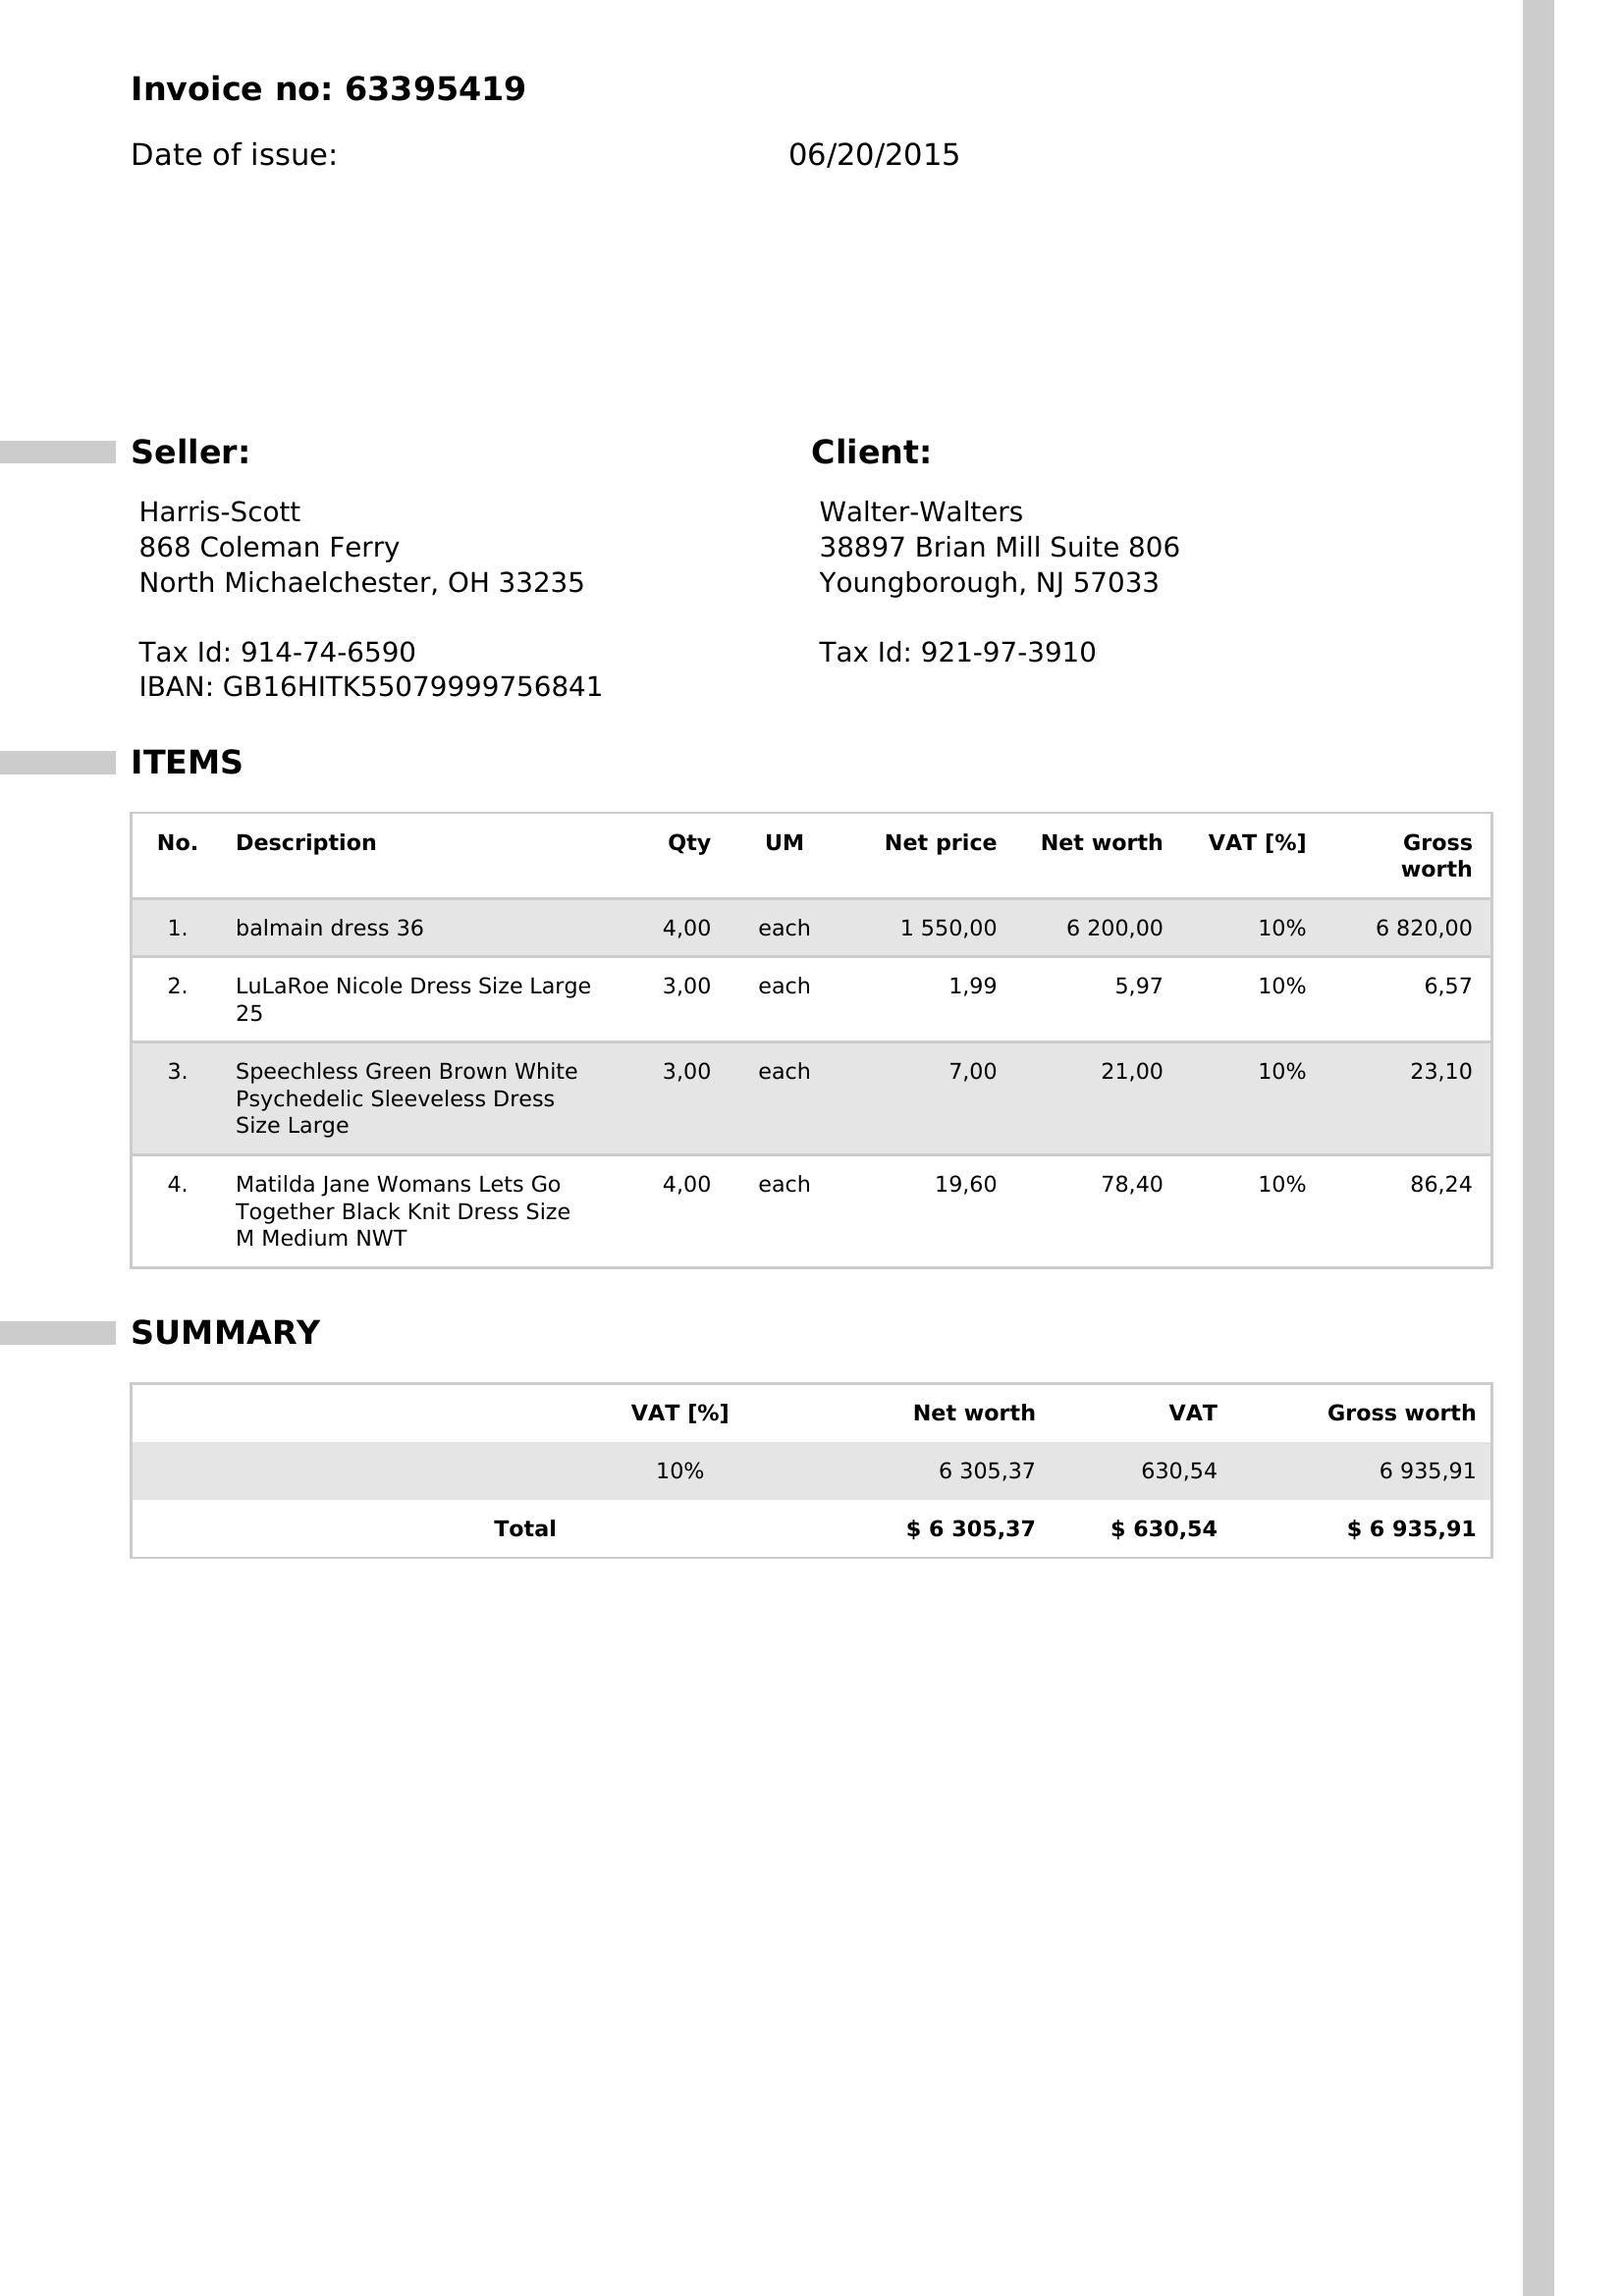 Invoice no: 63395419
Date of issue: 06/20/2015
Seller:
Harris-Scott
868 Coleman Ferry
North Michaelchester, OH 33235
Tax Id: 914-74-6590
IBAN: GB16HITK55079999756841
Client:
Walter-Walters
38897 Brian Mill Suite 806
Youngborough, NJ 57033
Tax Id: 921-97-3910
ITEMS
No. Description Qty UM Net price Net worth VAT [%] Gross
worth
1. balmain dress 36 4,00 each 1 550,00 6 200,00 10% 6 820,00
2. LuLaRoe Nicole Dress Size Large 3,00 each 1,99 5,97 10% 6,57
25
3. Speechless Green Brown White 3,00 each 7,00 21,00 10% 23,10
Psychedelic Sleeveless Dress
Size Large
4. Matilda Jane Womans Lets Go 4,00 each 19,60 78,40 10% 86,24
Together Black Knit Dress Size
M Medium NWT
SUMMARY
VAT [%] Net worth VAT Gross worth
10% 6 305,37 630,54 6 935,91
Total $ 6 305,37 $ 630,54 $ 6 935,91